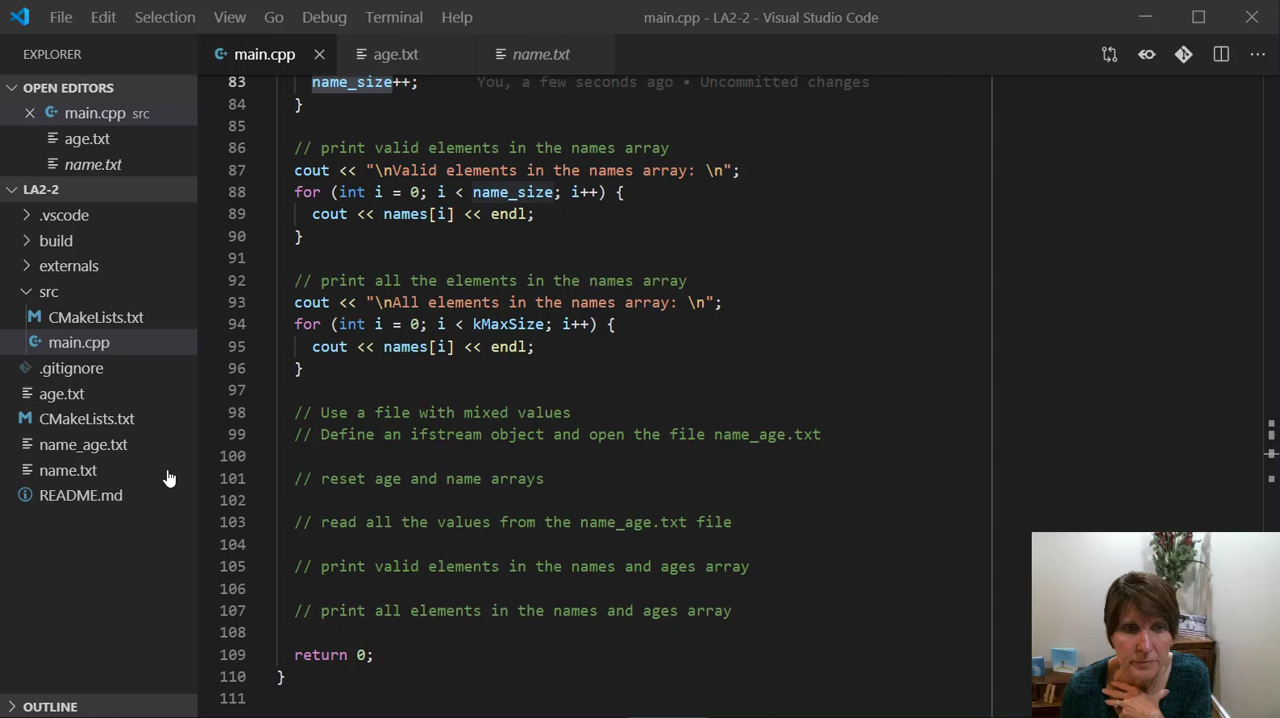 File Edit Selection View Go Debug Terminal Help
main.cpp - LA2-2 - Visual Studio Code
EXPLORER
main.cpp
age.txt
name.txt
OPEN EDITORS
main.cpp src
age.txt
name.txt
LA2-2
.vscode
build
externals
src
CMakeLists.txt
main.cpp
.gitignore
age.txt
CMakeLists.txt
name_age.txt
name.txt
README.md
OUTLINE
83 name_size++; You, a few seconds ago • Uncommitted changes
84 }
85
86 // print valid elements in the names array
87 cout << "\nValid elements in the names array: \n";
88 for (int i = 0; i < name_size; i++) {
89 cout << names[i] << endl;
90 }
91
92 // print all the elements in the names array
93 cout << "\nAll elements in the names array: \n";
94 for (int i = 0; i < kMaxSize; i++) {
95 cout << names[i] << endl;
96 }
97
98 // Use a file with mixed values
99 // Define an ifstream object and open the file name_age.txt
100
101 // reset age and name arrays
102
103 // read all the values from the name_age.txt file
104
105 // print valid elements in the names and ages array
106
107 // print all elements in the names and ages array
108
109 return 0;
110 }
111